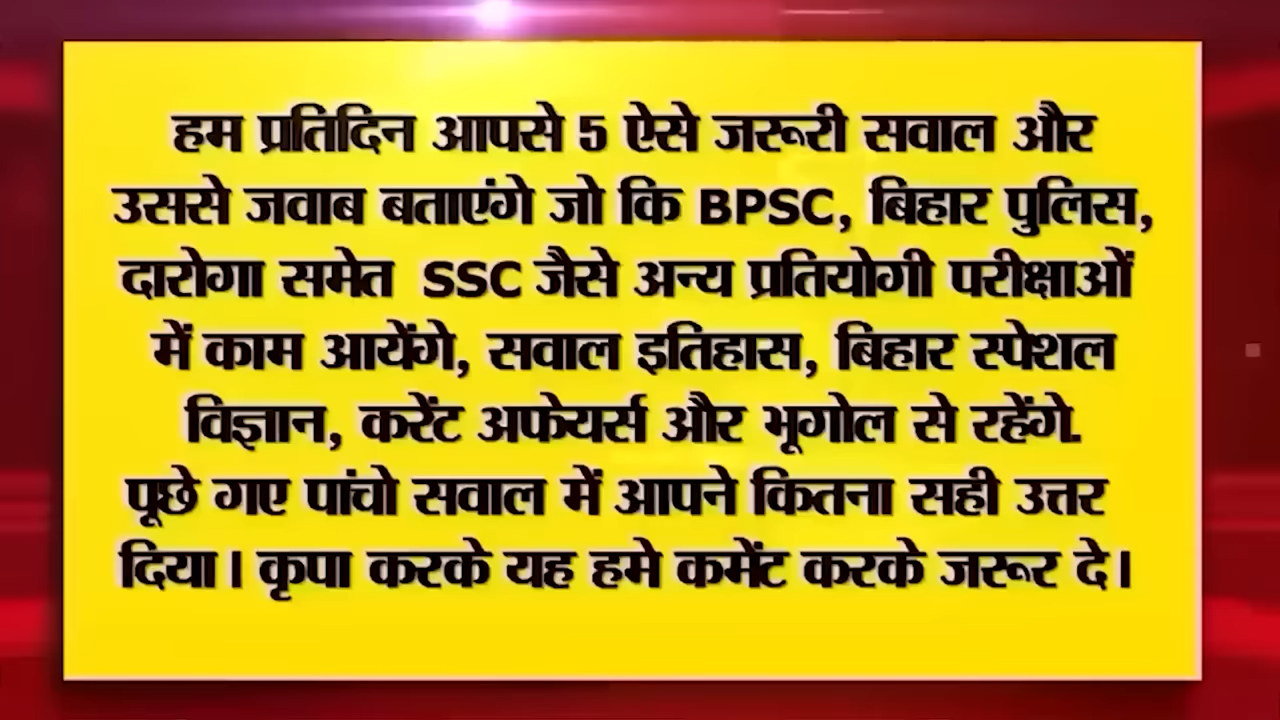 हम प्रतिदिन आपसे 5 ऐसे जरूरी सवाल और
उससे जवाब बताएंगे जो कि BPSC, बिहार पुलिस,
दारोगा समेत SSC जैसे अन्य प्रतियोगी परीक्षाओं
में काम आयेंगे, सवाल इतिहास, बिहार स्पेशल
विज्ञान, करेंट अफेयर्स और भूगोल से रहेंगे.
पूछे गए पांचो सवाल में आपने कितना सही उत्तर
दिया। कृपा करके यह हमे कमेंट करके जरूर दे।